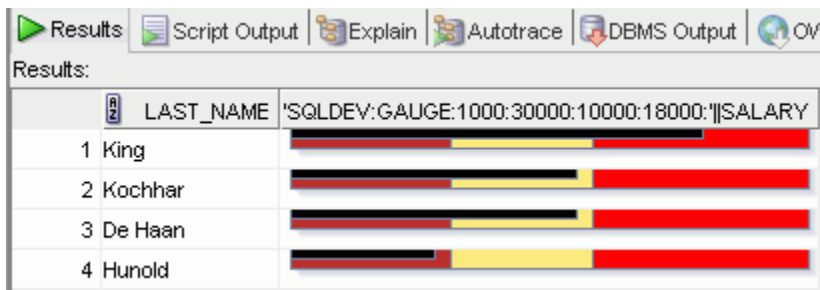 Results Script Output Explain Autotrace DBMS Output OV
Results:
LAST_NAME 'SQLDEV:GAUGE:1000:30000:10000:18000:'||SALARY
1 King
2 Kochhar
3 De Haan
4 Hunold